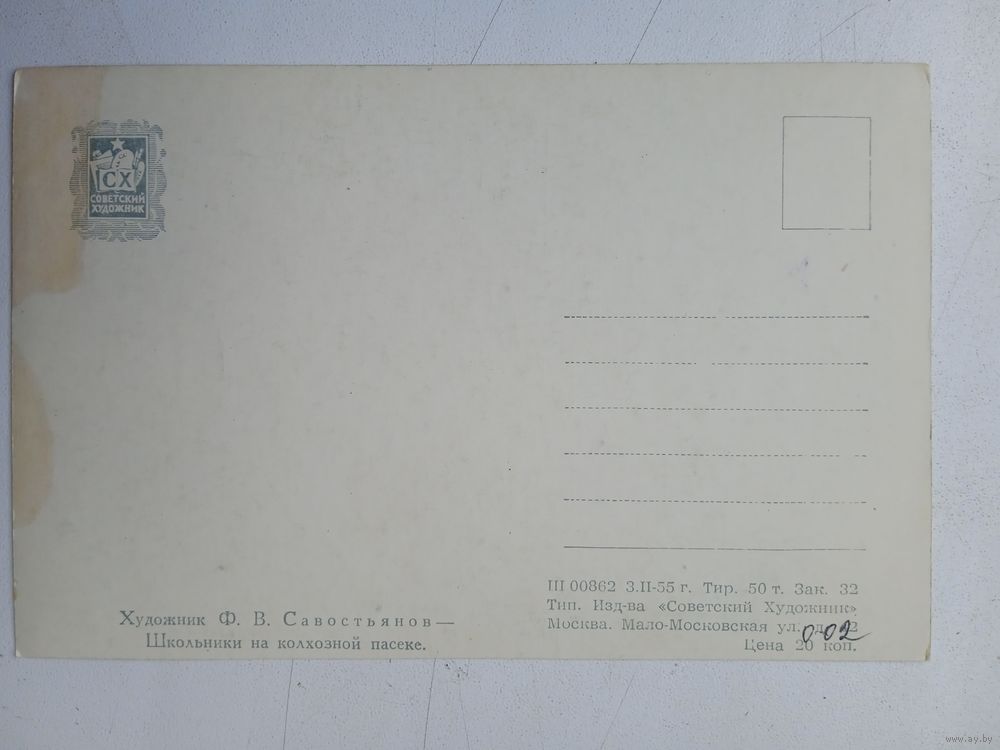 СХ
СОВЕТСКИЙ
ХУДОЖНИК
Художник Ф. В. Савостьянов—
Школьники на колхозной пасеке.
Ш 00862 3.II-55 г. Тир. 50 т. Зак. 32
Тип. Изд-ва «Советский Художник»
Москва. Мало-Московская ул.
0-02
Цена 20 коп.
www.ay.by